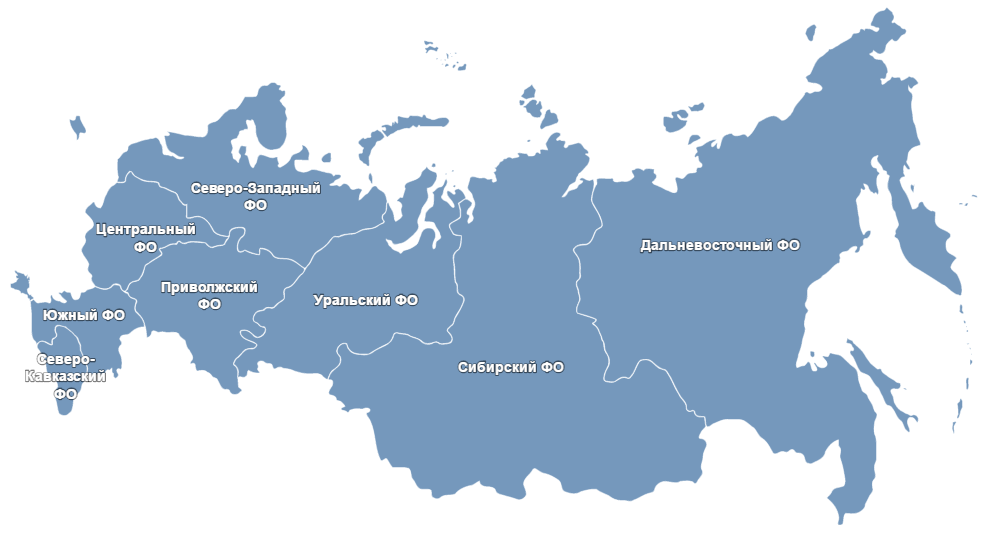 Северо-Западный
ФО
Центральный
ФО
Дальневосточный ФО
Приволжский
ФО
Уральский ФО
Южный ФО
Северо-
Кавказский
ФО
Сибирский ФО